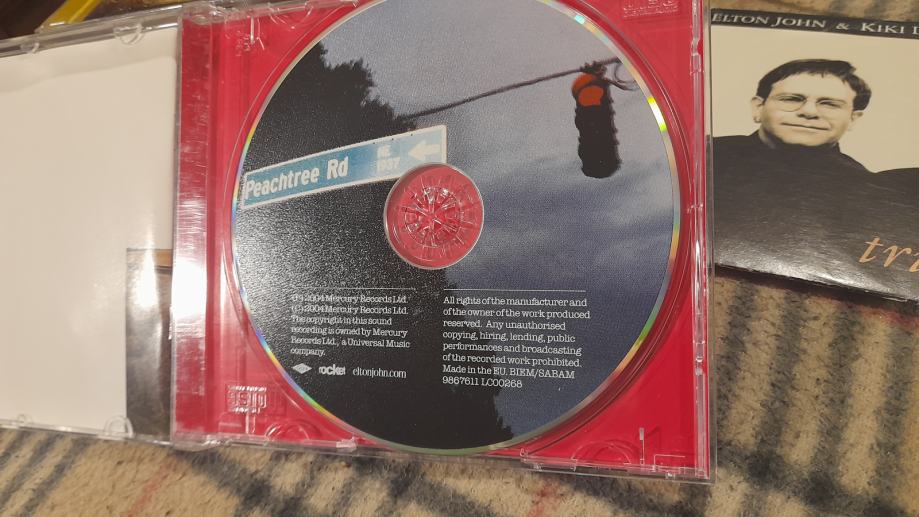 ELTON JOHN & KIKI
Peachtree Rd
NE
1937
(P) 2004 Mercury Records Ltd.
(C) 2004 Mercury Records Ltd.
The copyright in this sound
recording is owned by Mercury
Records Ltd., a Universal Music
company.
rocket eltonjohn.com
All rights of the manufacturer and
of the owner of the work produced
reserved. Any unauthorised
copying, hiring, lending, public
performances and broadcasting
of the recorded work prohibited.
Made in the EU. BIEM/SABAM
9867611 LC00268